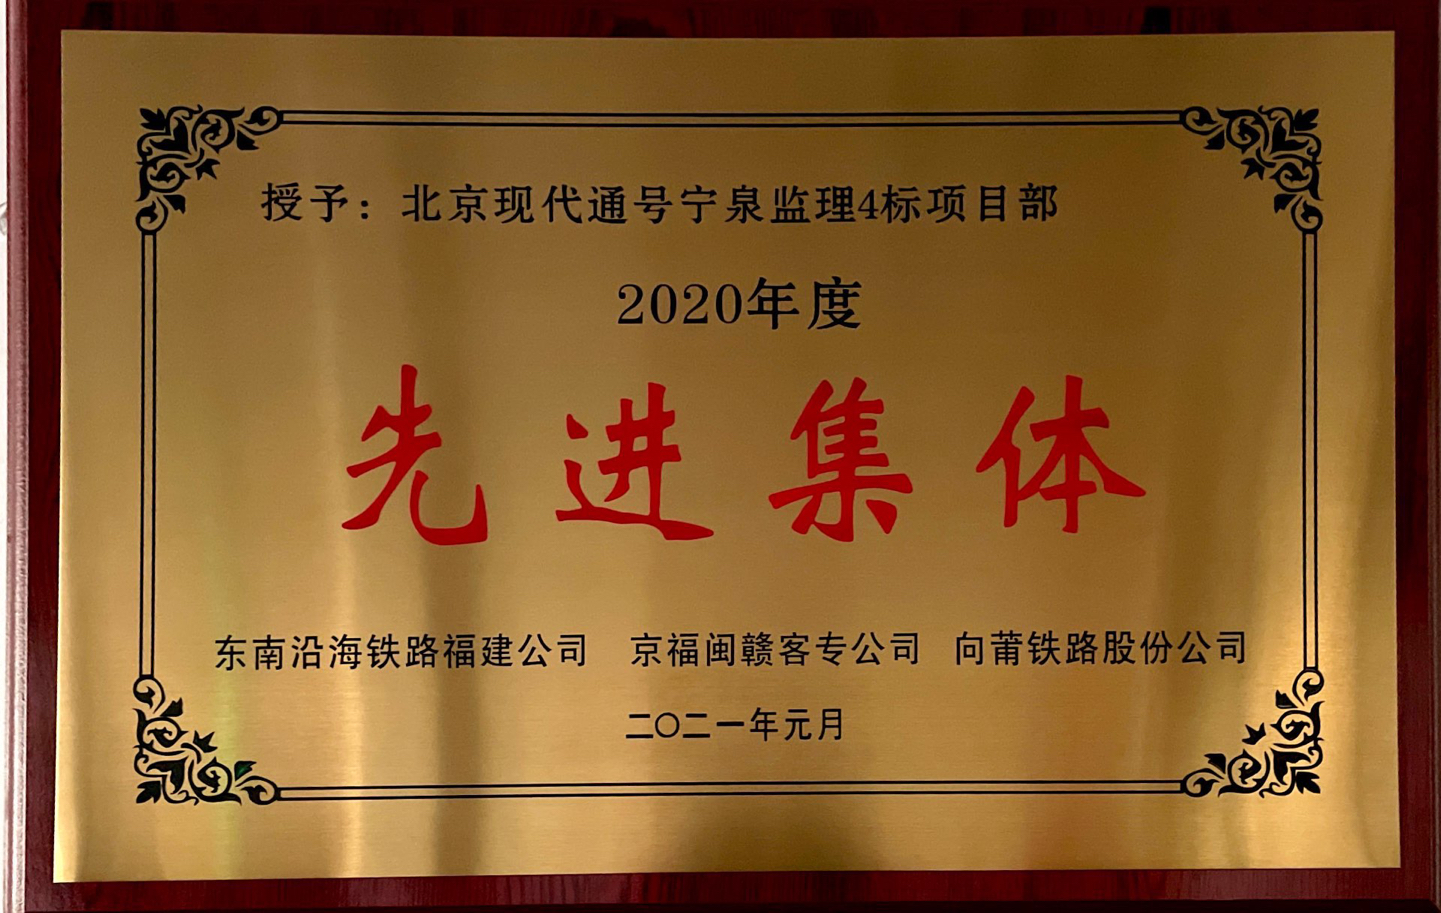 授予：北京现代通号宁泉监理4标项目部
2020年度
先进集体
东南沿海铁路福建公司 京福闽赣客专公司 向莆铁路股份公司
二〇二一年元月